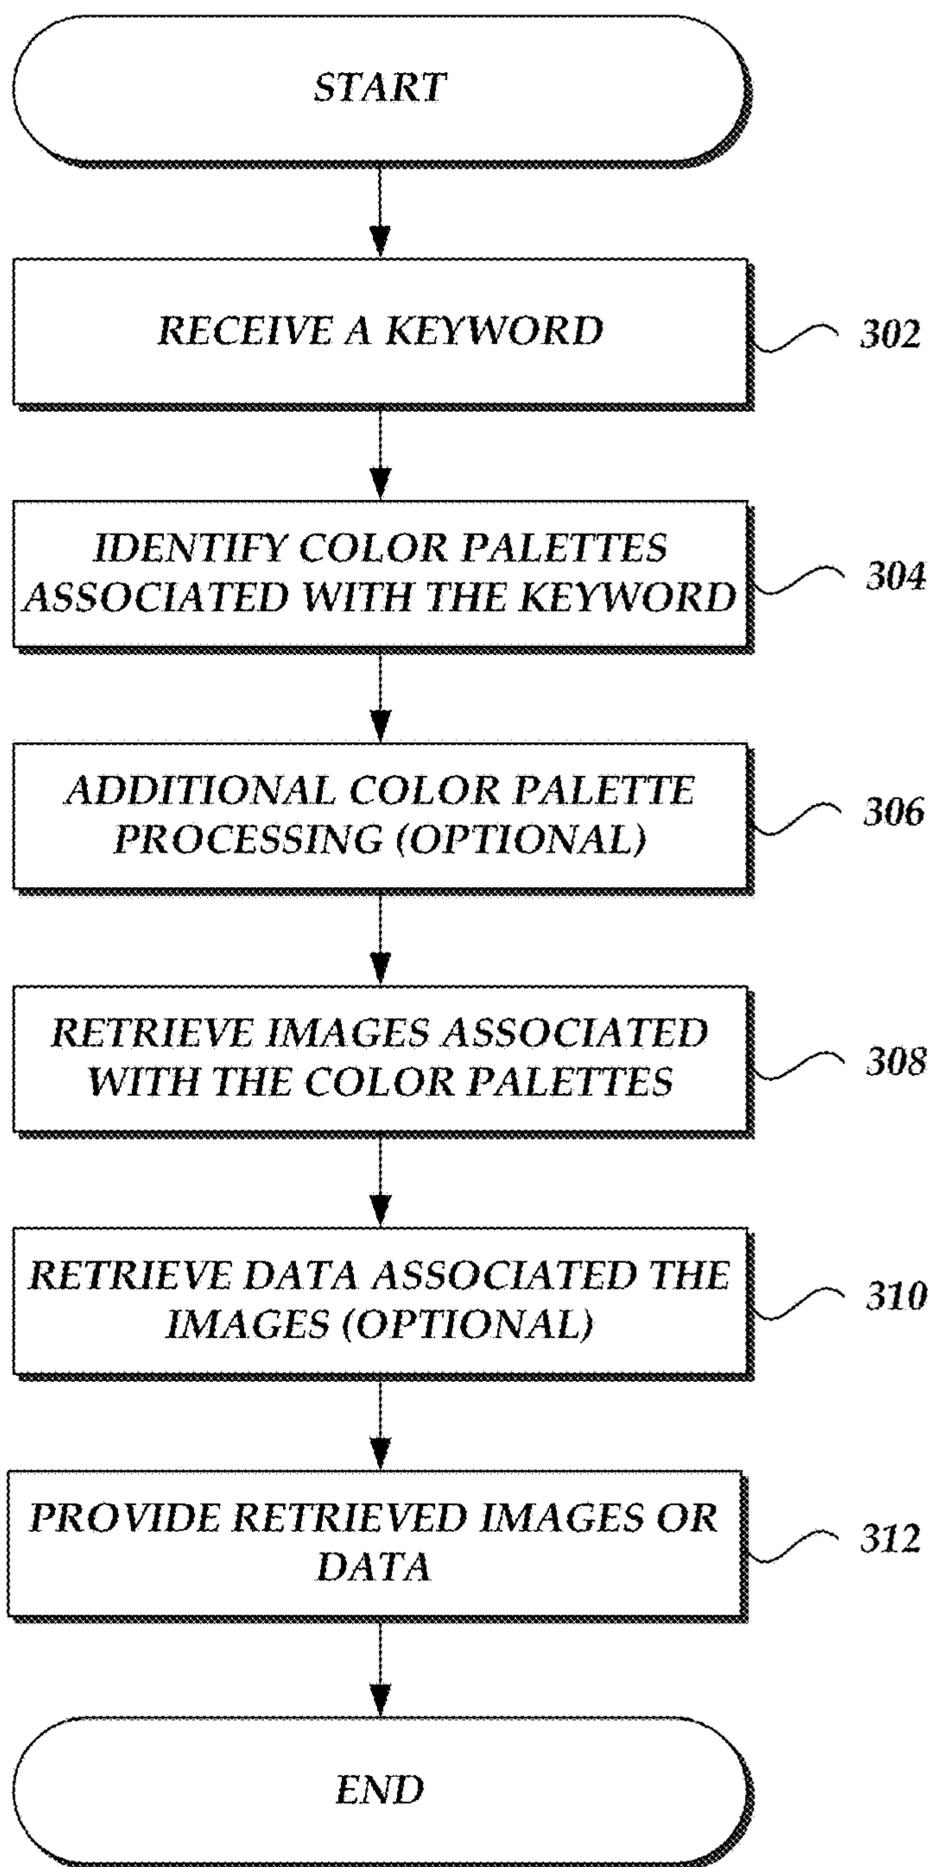 START
RECEIVE A KEYWORD
302
IDENTIFY COLOR PALETTES
ASSOCIATED WITH THE KEYWORD
304
ADDITIONAL COLOR PALETTE
PROCESSING (OPTIONAL)
306
RETRIEVE IMAGES ASSOCIATED
WITH THE COLOR PALETTES
308
RETRIEVE DATA ASSOCIATED THE
IMAGES (OPTIONAL)
310
PROVIDE RETRIEVED IMAGES OR
DATA
312
END